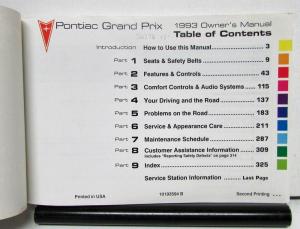 Pontiac Grand Prix
1993 Owner's Manual
Table of Contents
Introduction How to Use this Manual 3
Part 1 Seats & Safety Belts 9
Part 2 Features & Controls 43
Part 3 Comfort Controls & Audio Systems 115
Part 4 Your Driving and the Road 137
Part 5 Problems on the Road 183
Part 6 Service & Appearance Care 211
Part 7 Maintenance Schedule 287
Part 8 Customer Assistance Information 309
Includes "Reporting Safety Defects" on page 314
Part 9 Index 325
Service Station Information Last Page
Printed in USA 10193594 B Second Printing